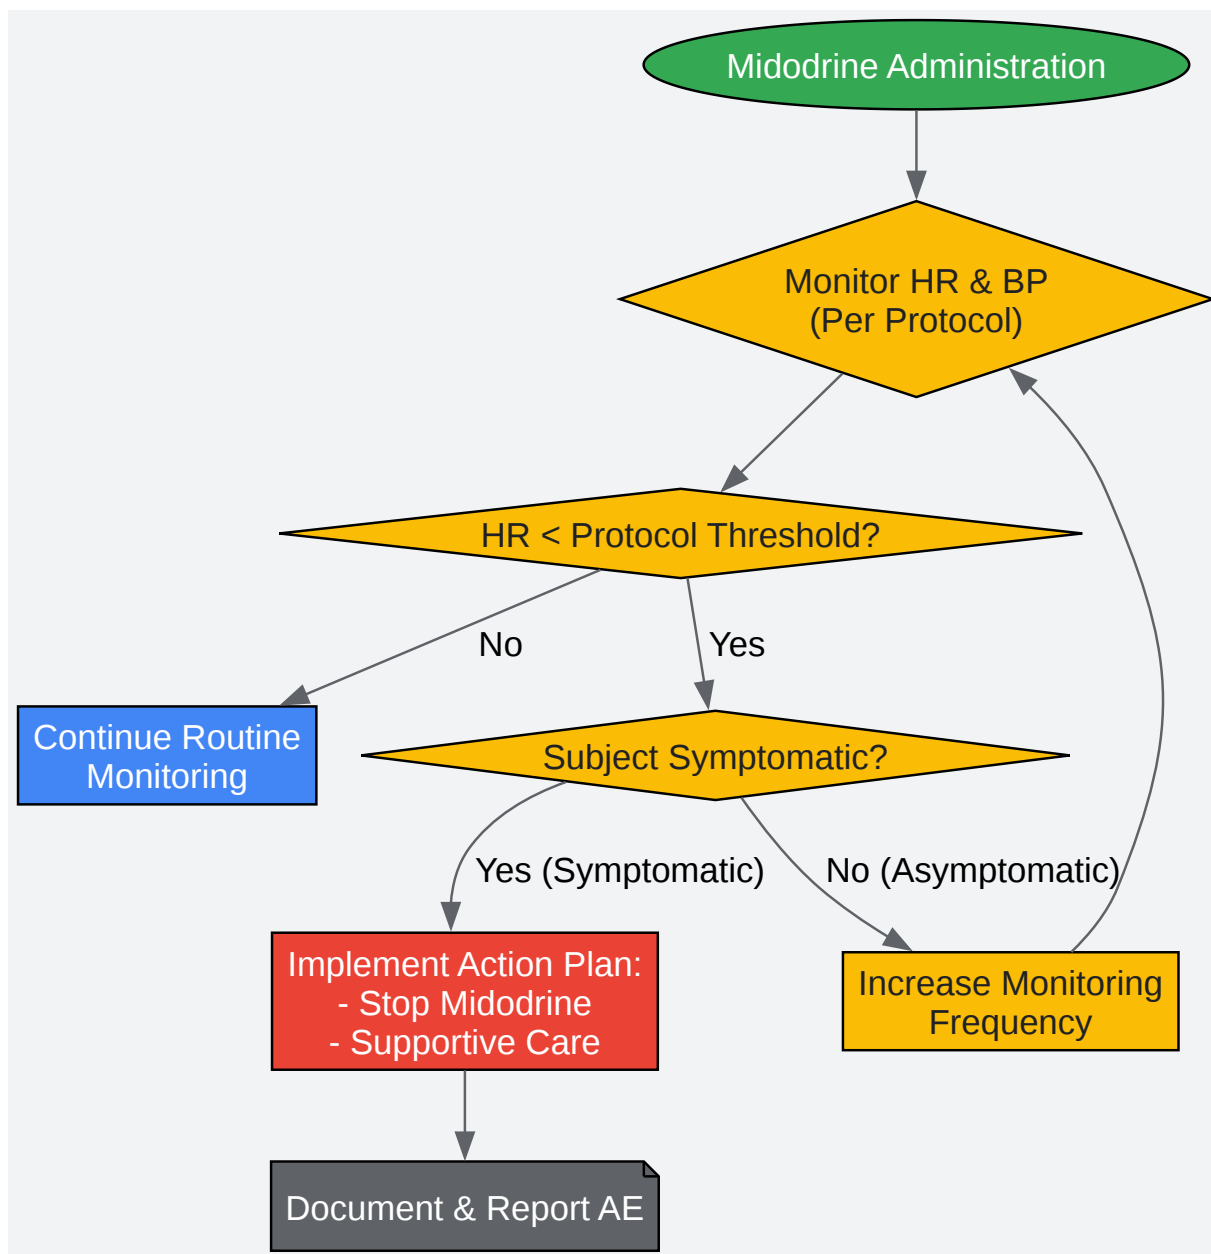 Midodrine Administration
Monitor HR & BP
(Per Protocol)
HR < Protocol Threshold?
No
Yes
Continue Routine
Monitoring
Subject Symptomatic?
Yes (Symptomatic)
No (Asymptomatic)
Implement Action Plan:
- Stop Midodrine
- Supportive Care
Increase Monitoring
Frequency
Document & Report AE